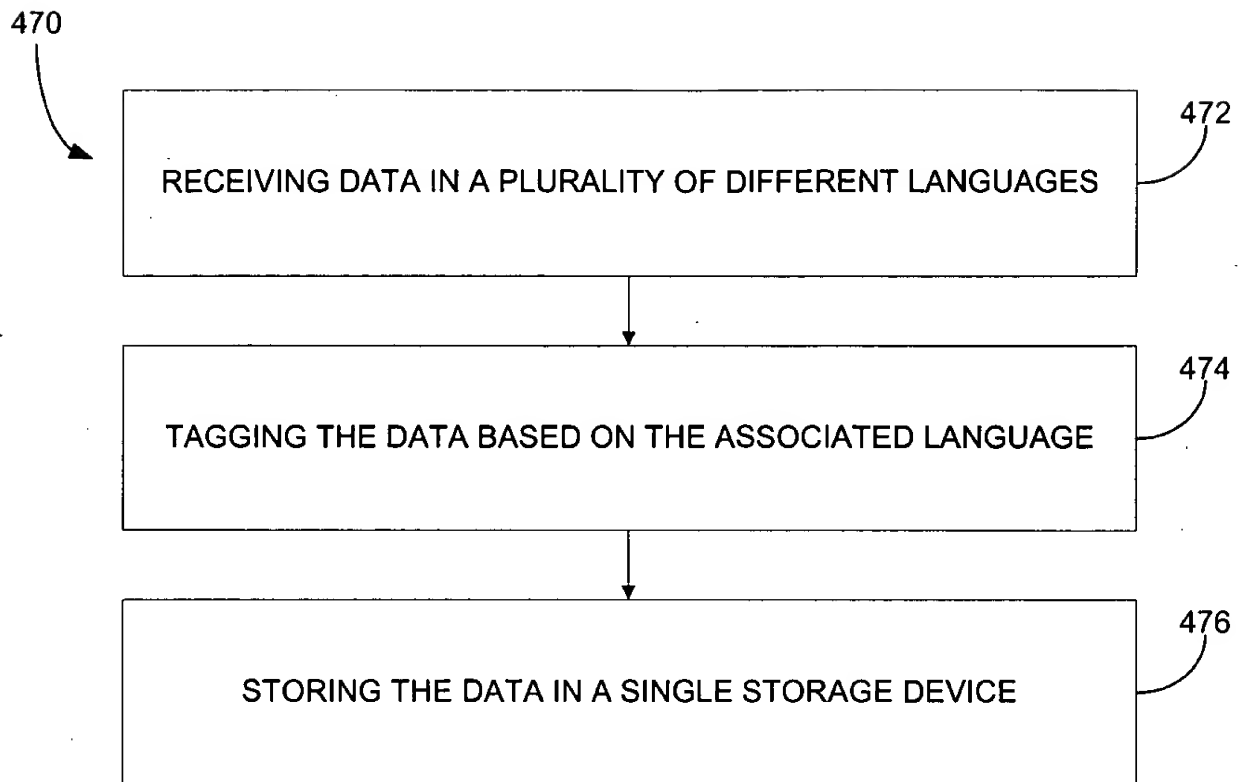 470
472
RECEIVING DATA IN A PLURALITY OF DIFFERENT LANGUAGES
474
TAGGING THE DATA BASED ON THE ASSOCIATED LANGUAGE
476
STORING THE DATA IN A SINGLE STORAGE DEVICE